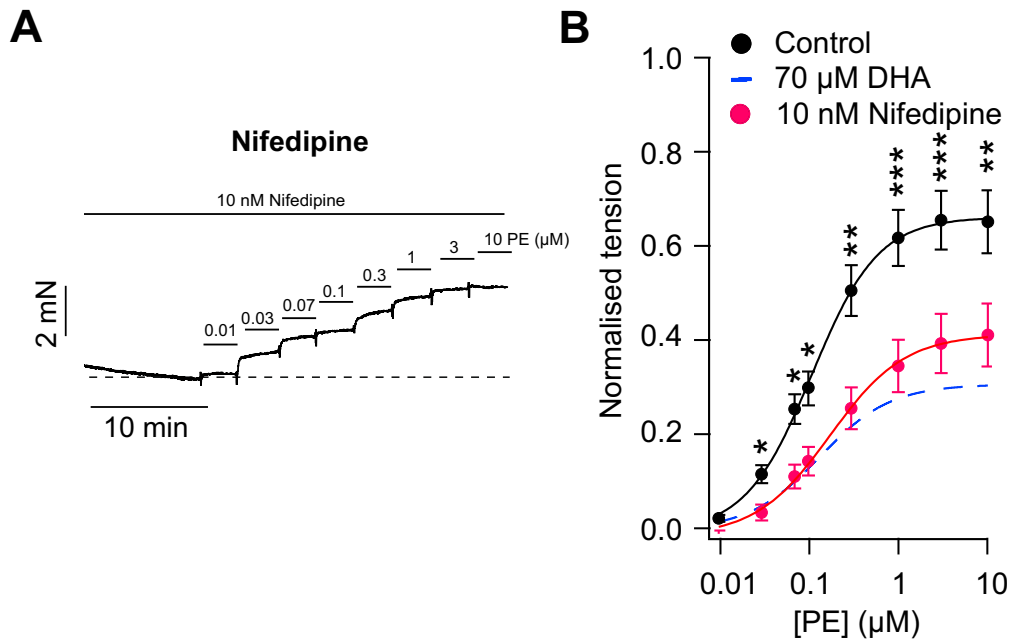 A
Nifedipine
10 nM Nifedipine
10 PE (µM)
3
1
0.3
0.1
0.07
0.03
0.01
2 mN
10 min
B
Control
70 µM DHA
10 nM Nifedipine
1.0
0.8
0.6
0.4
0.2
0.0
Normalised tension
*
*
*
**
***
***
**
0.01
0.1
1
10
[PE] (µM)